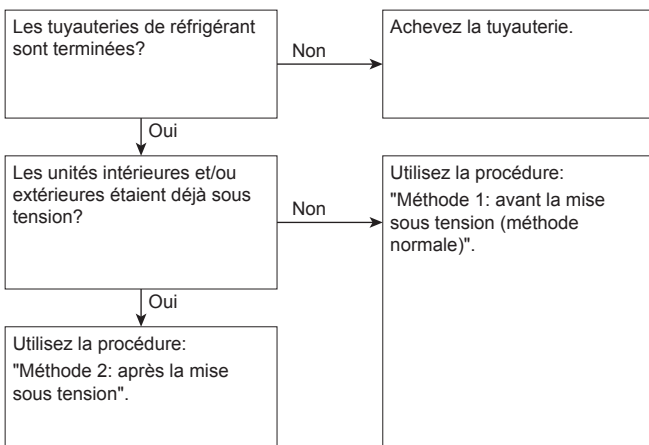 Les tuyauteries de réfrigérant
sont terminées?
Non
Achevez la tuyauterie.
Oui
Les unités intérieures et/ou
extérieures étaient déjà sous
tension?
Non
Utilisez la procédure:
"Méthode 1: avant la mise
sous tension (méthode
normale)".
Oui
Utilisez la procédure:
"Méthode 2: après la mise
sous tension".